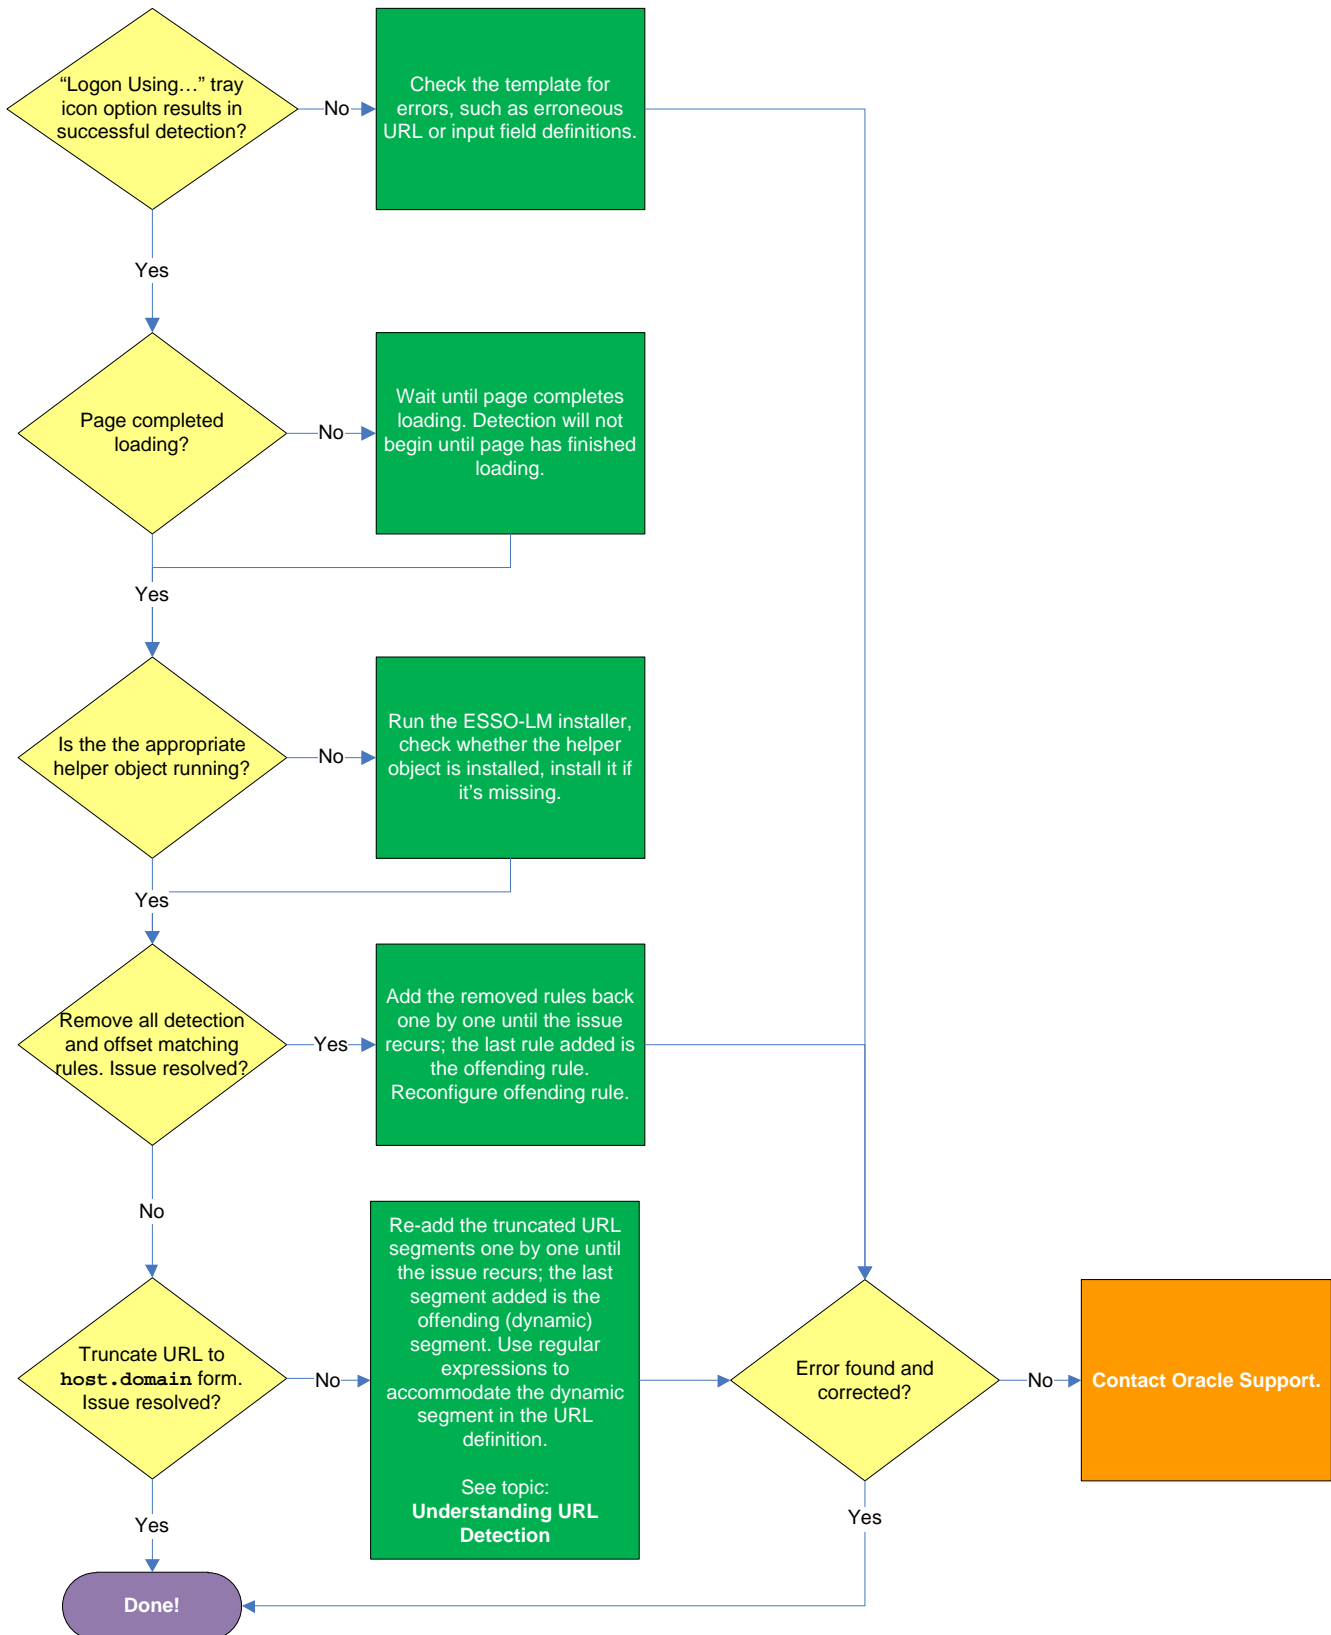 “Logon Using…” tray
icon option results in
successful detection?
No
Check the template for
errors, such as erroneous
URL or input field definitions.
Yes
Page completed
loading?
No
Wait until page completes
loading. Detection will not
begin until page has finished
loading.
Yes
Is the the appropriate
helper object running?
No
Run the ESSO-LM installer,
check whether the helper
object is installed, install it if
it’s missing.
Yes
Remove all detection
and offset matching
rules. Issue resolved?
Yes
Add the removed rules back
one by one until the issue
recurs; the last rule added is
the offending rule.
Reconfigure offending rule.
No
Truncate URL to
host.domain form.
Issue resolved?
No
Re-add the truncated URL
segments one by one until
the issue recurs; the last
segment added is the
offending (dynamic)
segment. Use regular
expressions to
accommodate the dynamic
segment in the URL
definition.
See topic:
Understanding URL
Detection
Error found and
corrected?
No
Contact Oracle Support.
Yes
Yes
Done!